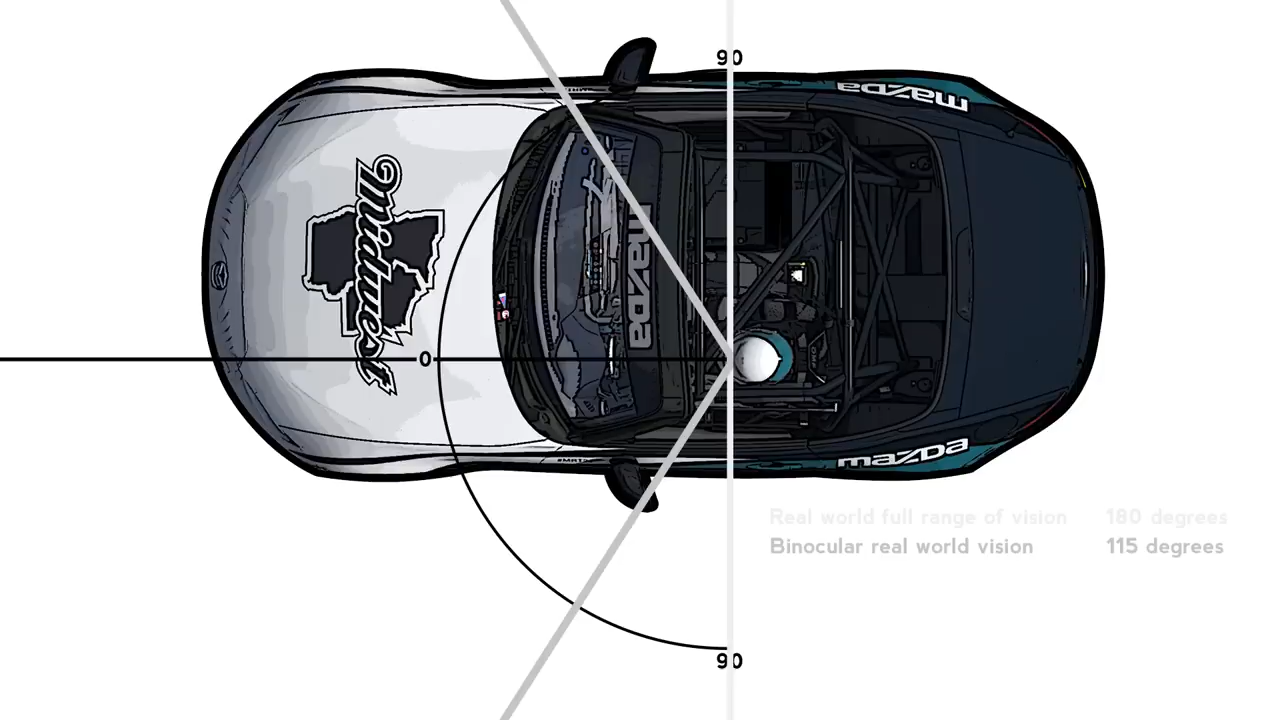 90
mazda
Midwest
mazda
0
mazda
Real world full range of vision 180 degrees
Binocular real world vision 115 degrees
90